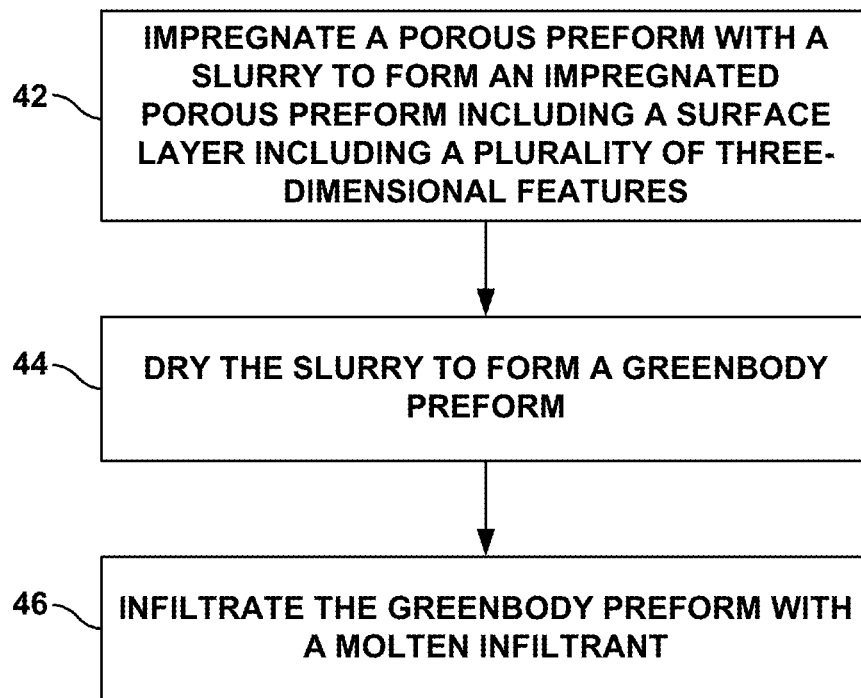 42
IMPREGNATE A POROUS PREFORM WITH A
SLURRY TO FORM AN IMPREGNATED
POROUS PREFORM INCLUDING A SURFACE
LAYER INCLUDING A PLURALITY OF THREE-
DIMENSIONAL FEATURES
44
DRY THE SLURRY TO FORM A GREENBODY
PREFORM
46
INFILTRATE THE GREENBODY PREFORM WITH
A MOLTEN INFILTRANT